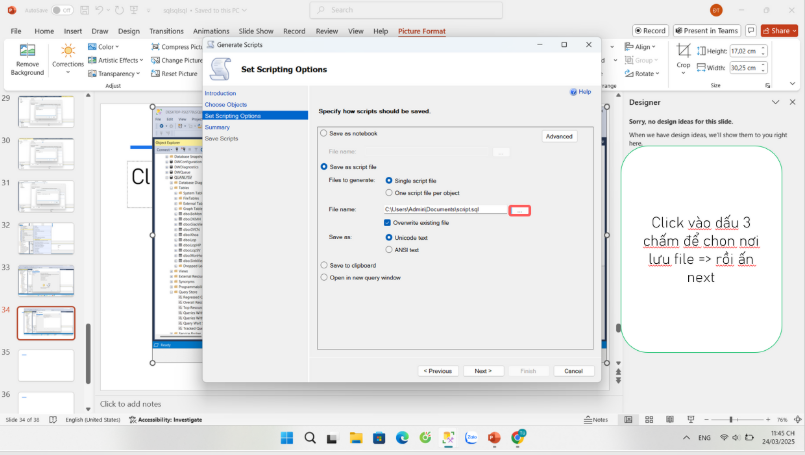 AutoSave
Off
Saved to this PC
Search
BT
File
Home
Insert
Draw
Design
Transitions
Animations
Slide Show
Record
Review
View
Help
Picture Format
Record
Present in Teams
Share
Remove
Background
Corrections
Color
Artistic Effects
Transparency
Compress Pic
Change Picture
Reset Picture
Adjust
Align
Group
Rotate
Crop
Height:
17,02 cm
Width:
30,25 cm
Size
Generate Scripts
Set Scripting Options
Help
Introduction
Choose Objects
Set Scripting Options
Summary
Save Scripts
Specify how scripts should be saved.
Save as notebook
Advanced
File name:
Save as script file
Files to generate:
Single script file
One script file per object
File name:
C:\Users\Admin\Documents\script.sql
Overwrite existing file
Save as:
Unicode text
ANSI text
Save to clipboard
Open in new query window
< Previous
Next >
Finish
Cancel
29
30
31
32
33
34
35
36
Designer
Sorry, no design ideas for this slide.
When we have design ideas, we'll show them to you right
here.
Click vào dấu 3
chấm để chon nơi
lưu file => rồi ấn
next
Click to add notes
Slide 34 of 36
English (United States)
Accessibility: Investigate
Notes
76%
Zalo
ENG
11:45 CH
24/03/2025